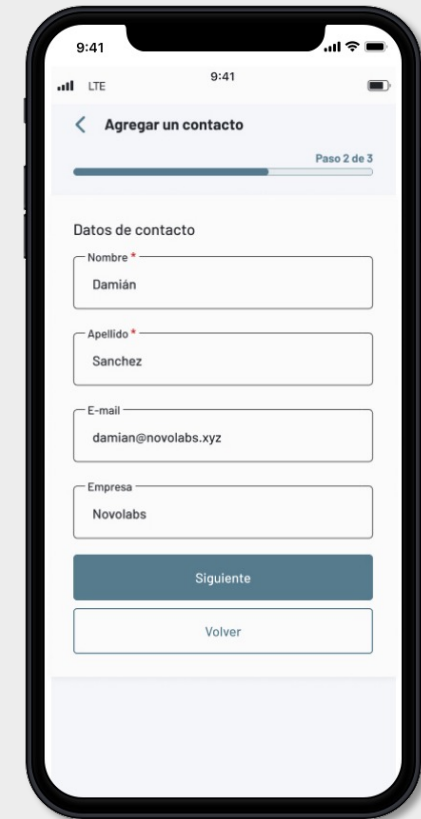 9:41
LTE 9:41
Agregar un contacto
Paso 2 de 3
Datos de contacto
Nombre *
Damián
Apellido *
Sanchez
E-mail
damian@novolabs.xyz
Empresa
Novolabs
Siguiente
Volver